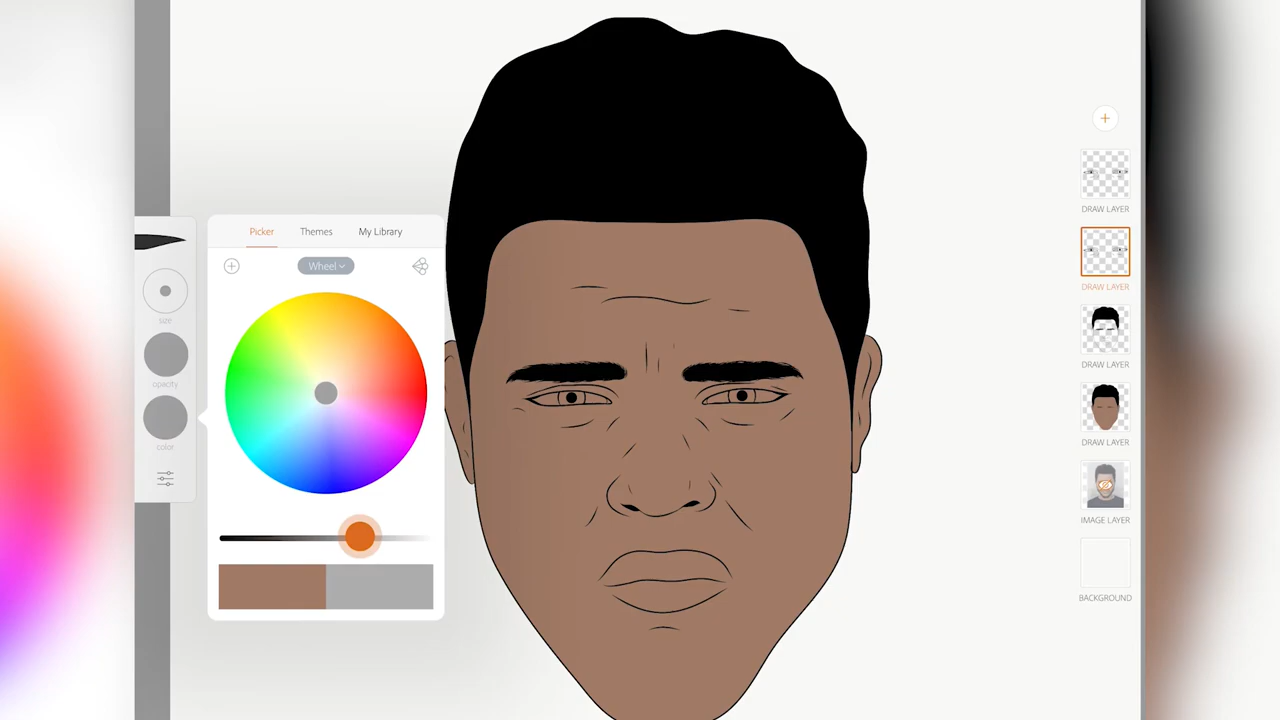 Picker Themes My Library
Wheel
size
opacity
color
DRAW LAYER
DRAW LAYER
DRAW LAYER
DRAW LAYER
IMAGE LAYER
BACKGROUND